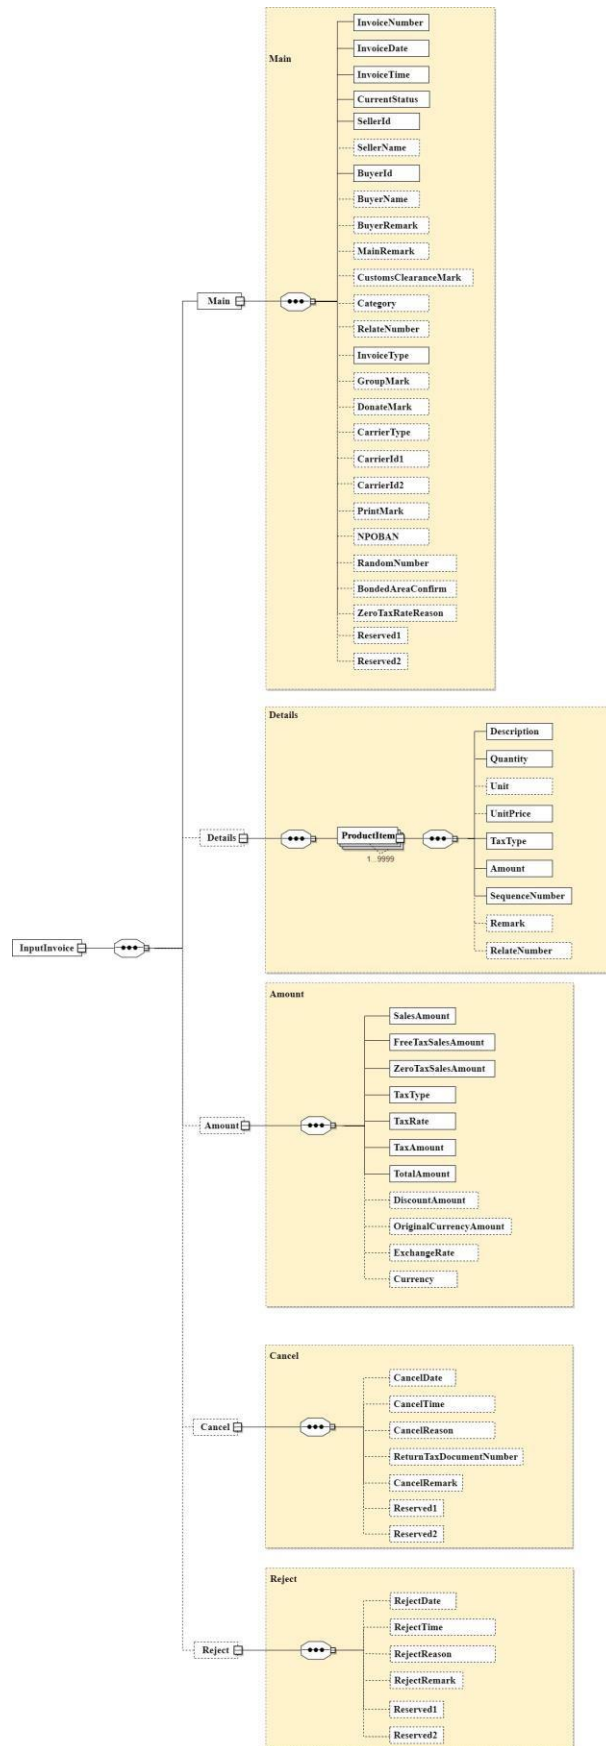 InputInvoice
Main
Main
InvoiceNumber
InvoiceDate
InvoiceTime
CurrentStatus
SellerId
SellerName
BuyerId
BuyerName
BuyerRemark
MainRemark
CustomsClearanceMark
Category
RelateNumber
InvoiceType
GroupMark
DonateMark
CarrierType
CarrierId1
CarrierId2
PrintMark
NPOBAN
RandomNumber
BondedAreaConfirm
ZeroTaxRateReason
Reserved1
Reserved2
Details
Details
ProductItem
1...9999
Description
Quantity
Unit
UnitPrice
TaxType
Amount
SequenceNumber
Remark
RelateNumber
Amount
Amount
SalesAmount
FreeTaxSalesAmount
ZeroTaxSalesAmount
TaxType
TaxRate
TaxAmount
TotalAmount
DiscountAmount
OriginalCurrencyAmount
ExchangeRate
Currency
Cancel
Cancel
CancelDate
CancelTime
CancelReason
ReturnTaxDocumentNumber
CancelRemark
Reserved1
Reserved2
Reject
Reject
RejectDate
RejectTime
RejectReason
RejectRemark
Reserved1
Reserved2